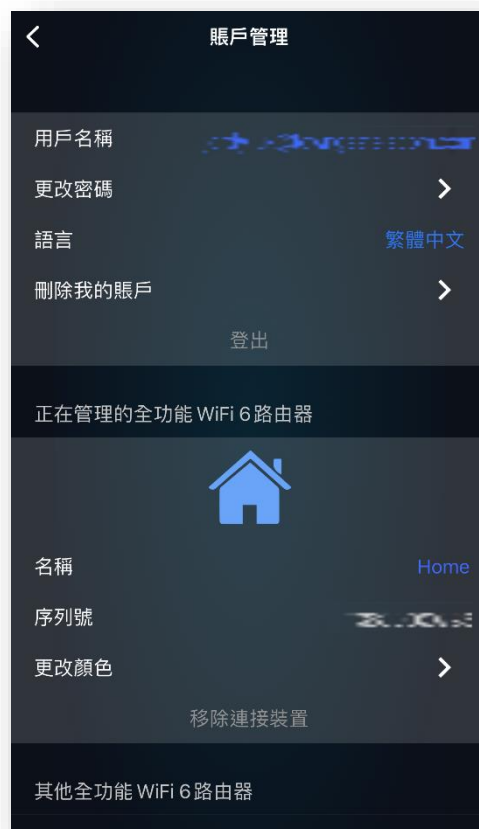 賬戶管理
用戶名稱
更改密碼
語言 繁體中文
刪除我的賬戶
登出
正在管理的全功能 WiFi 6路由器
名稱 Home
序列號
更改顏色
移除連接裝置
其他全功能 WiFi 6路由器